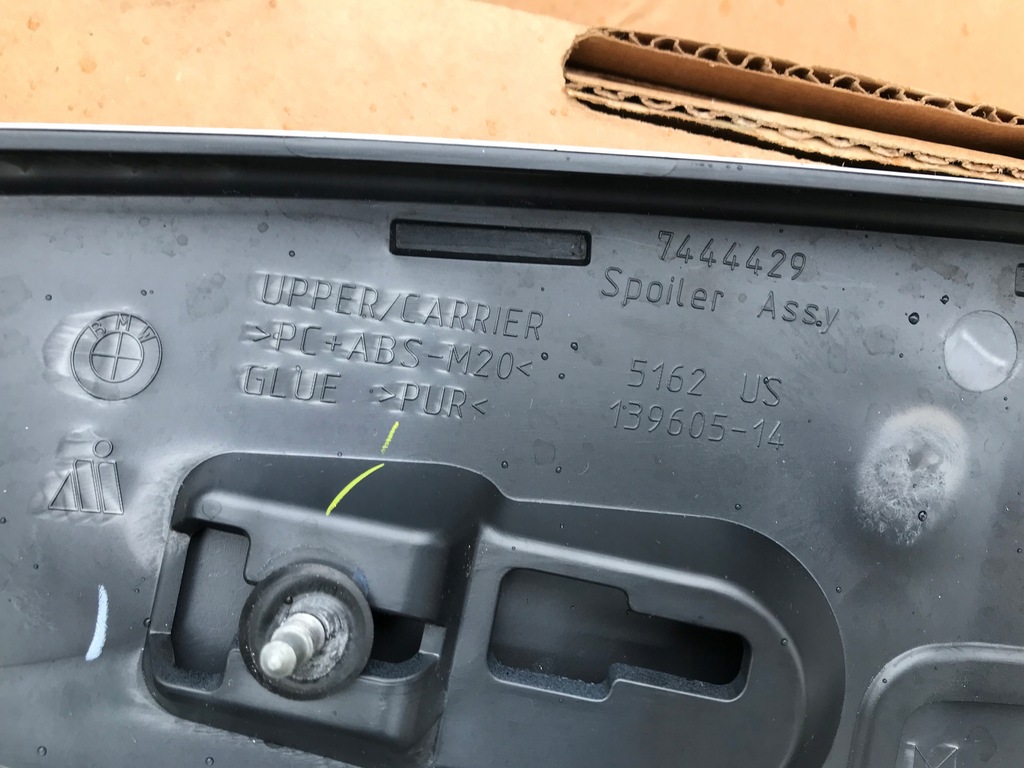 7444429
Spoiler Assy
UPPER/CARRIER
>PC+ABS-M20<
GLUE >PUR<
5162 US
139605-14
BMW
M